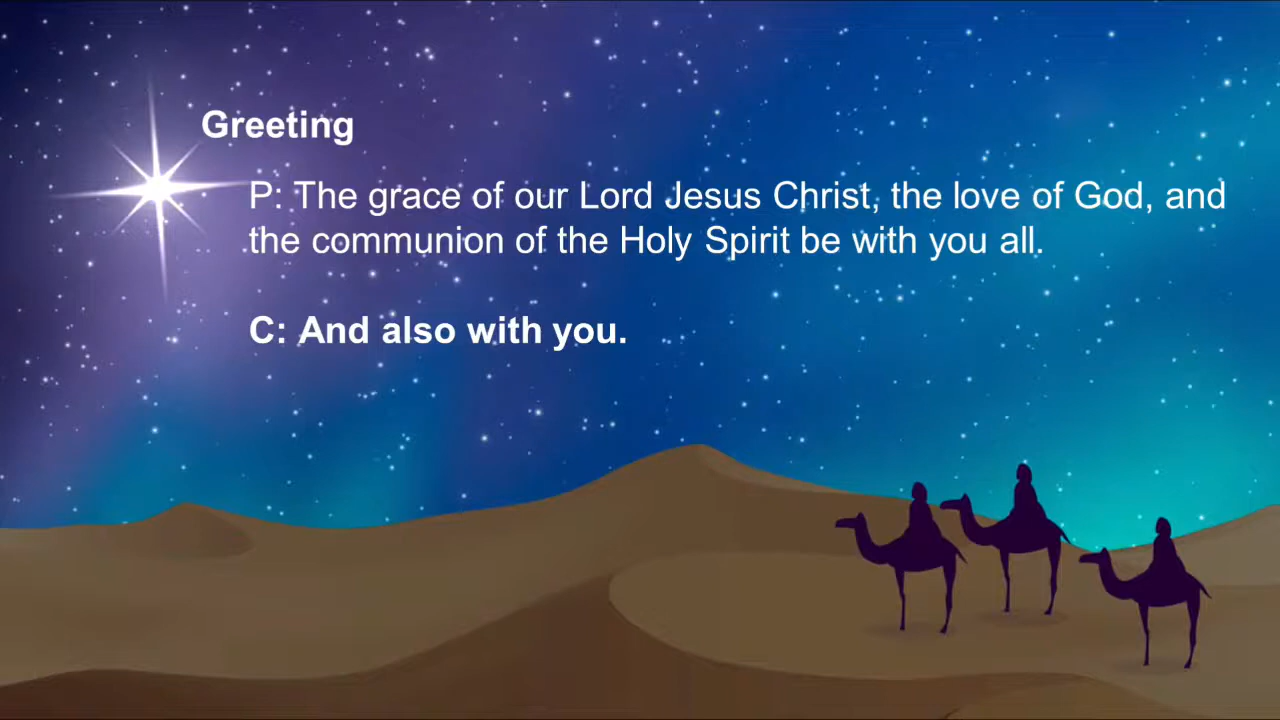 Greeting
P: The grace of our Lord Jesus Christ, the love of God, and
the communion of the Holy Spirit be with you all.
C: And also with you.